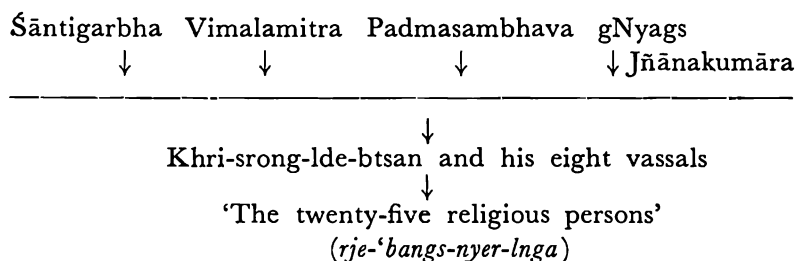 Śāntigarbha Vimalamitra Padmasambhava gNyags
↓ ↓ ↓ ↓ Jñānakumāra
↓
Khri-srong-lde-btsan and his eight vassals
↓
‘The twenty-five religious persons’
(rje-‘bangs-nyer-lnga)